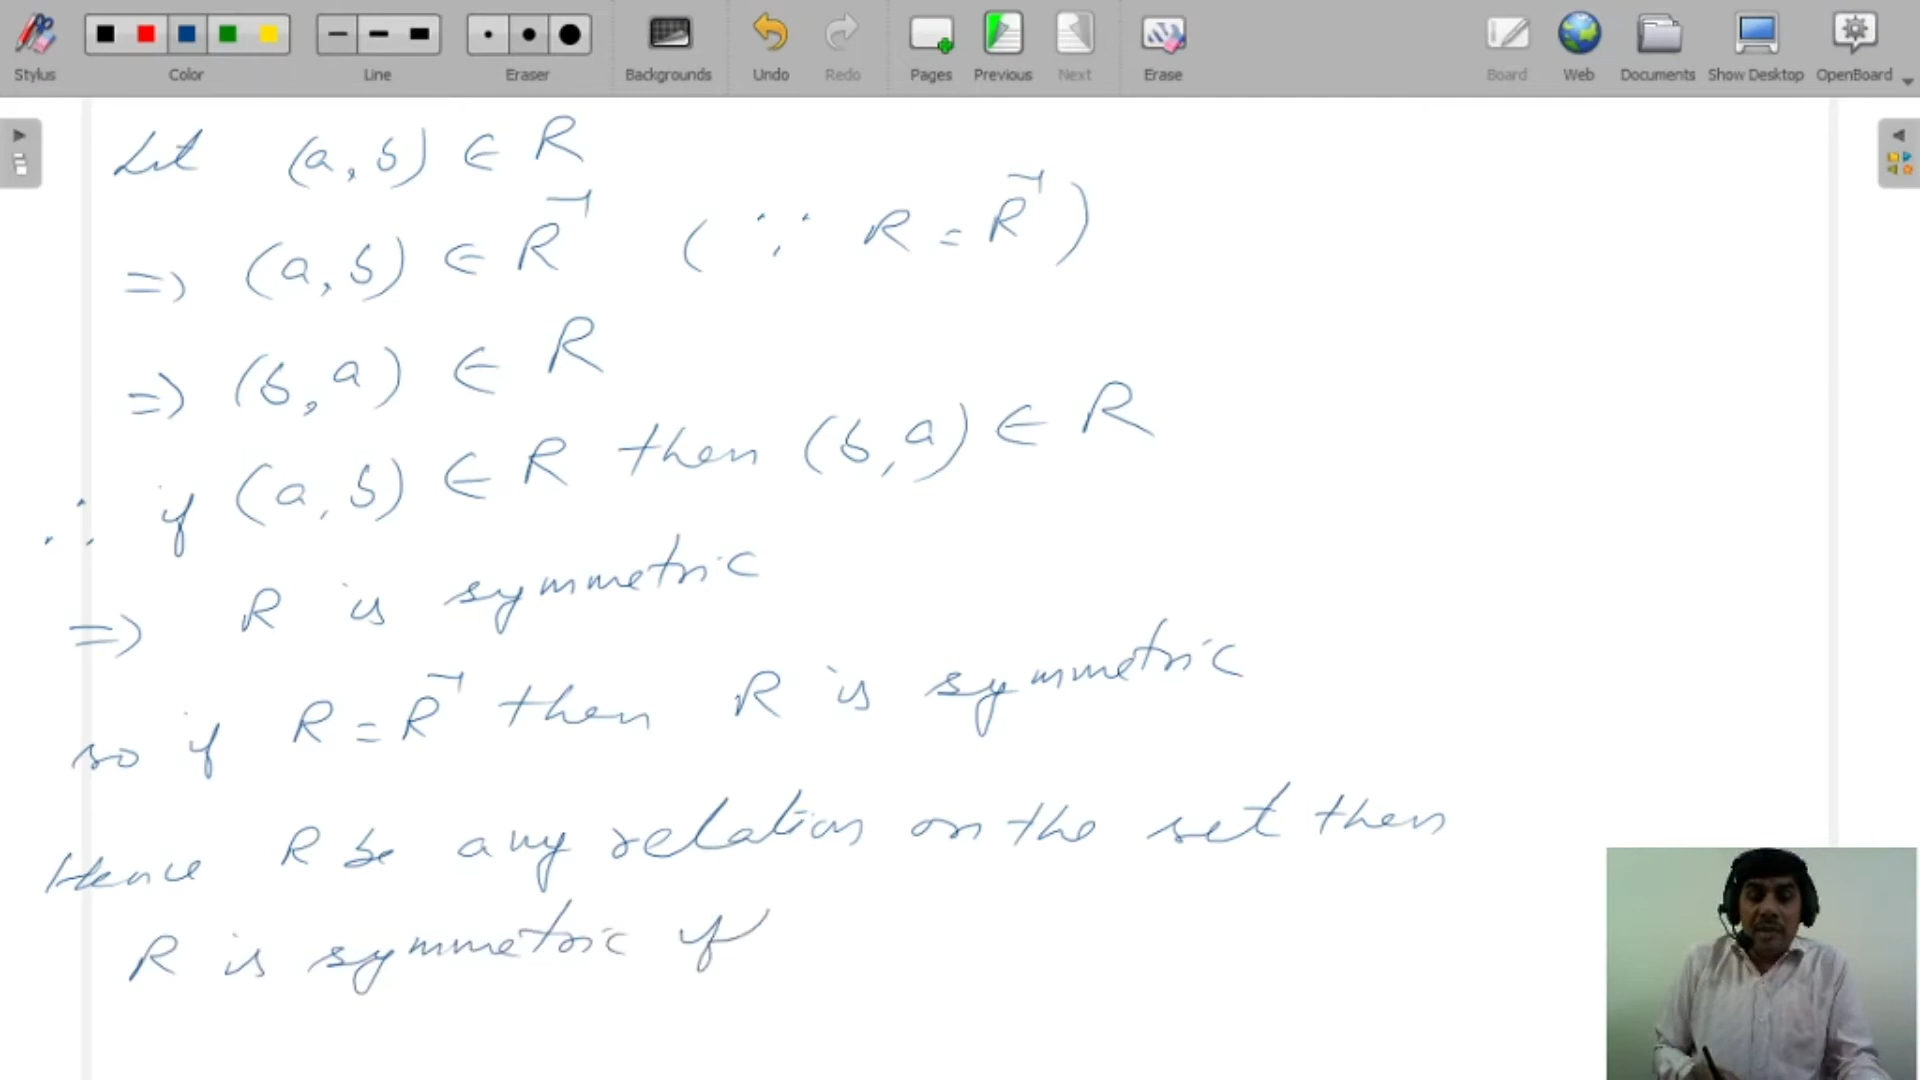 Stylus Color Line Eraser Backgrounds Undo Redo Pages Previous Next Erase Board Web Documents Show Desktop OpenBoard
Let (a, b) ∈ R
=> (a, b) ∈ R⁻¹ (∵ R = R⁻¹)
=> (b, a) ∈ R
∴ if (a, b) ∈ R then (b, a) ∈ R
=> R is symmetric
so if R = R⁻¹ then R is symmetric
Hence R be any relation on the set then
R is symmetric if